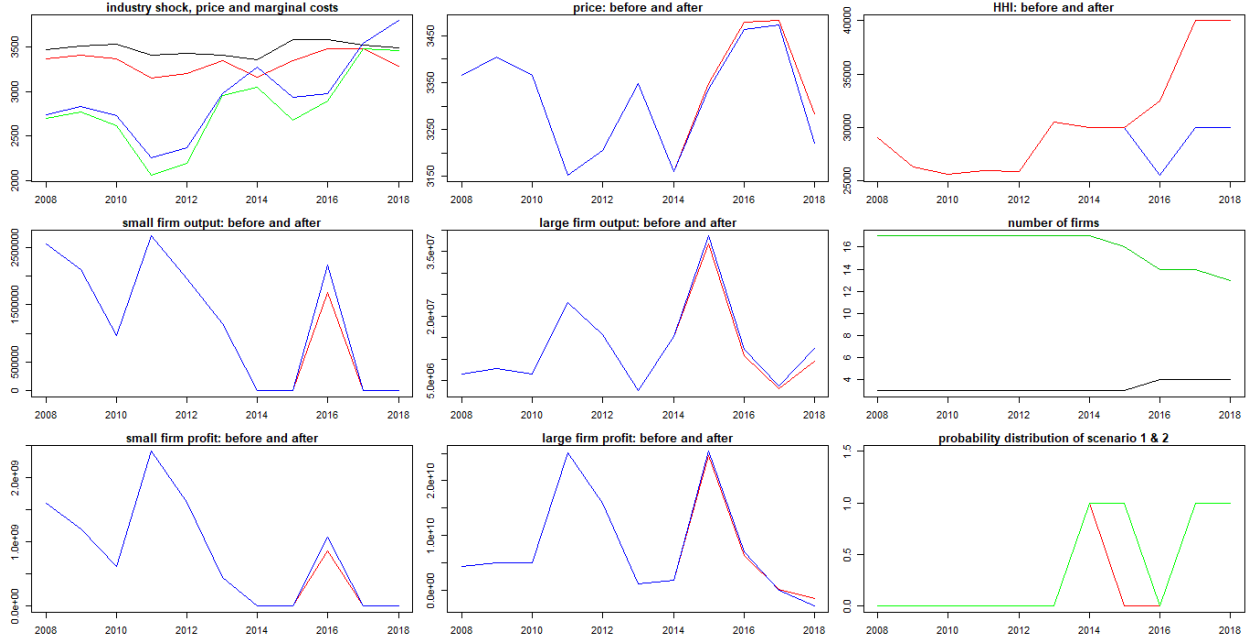 industry shock, price and marginal costs
3500
3000
2500
2000
2008 2010 2012 2014 2016 2018
price: before and after
3450
3350
3250
3150
2008 2010 2012 2014 2016 2018
HHI: before and after
40000
35000
30000
25000
2008 2010 2012 2014 2016 2018
small firm output: before and after
2500000
1500000
500000
0
2008 2010 2012 2014 2016 2018
large firm output: before and after
3.5e+07
2.0e+07
5.0e+06
2008 2010 2012 2014 2016 2018
number of firms
16
14
12
10
8
6
4
2008 2010 2012 2014 2016 2018
small firm profit: before and after
2.0e+09
1.0e+09
0.0e+00
2008 2010 2012 2014 2016 2018
large firm profit: before and after
2.0e+10
1.0e+10
0.0e+00
2008 2010 2012 2014 2016 2018
probability distribution of scenario 1 & 2
1.5
1.0
0.5
0.0
2008 2010 2012 2014 2016 2018